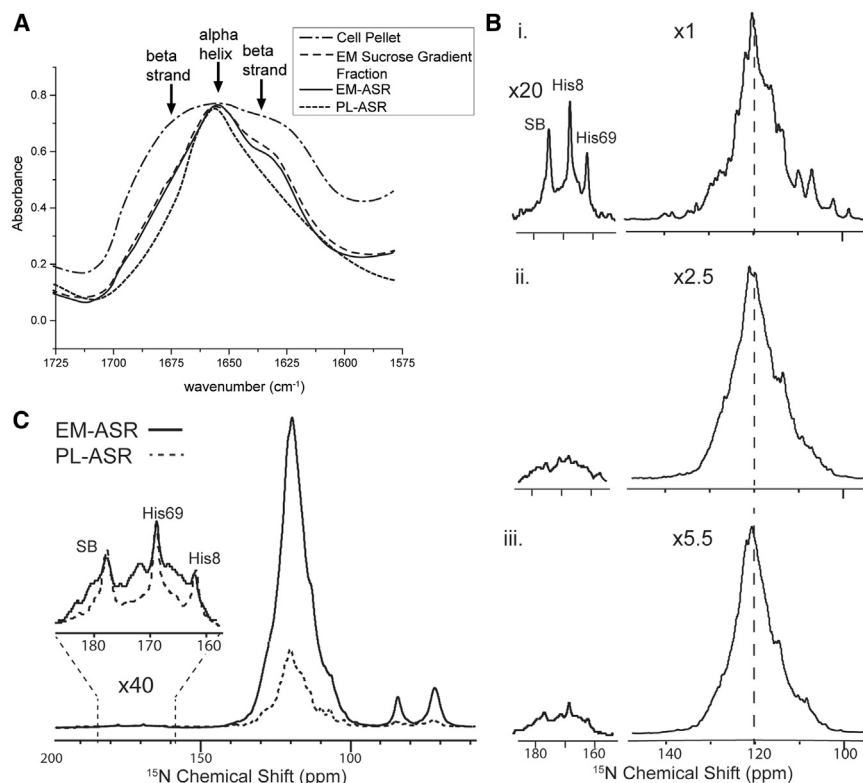 A
beta
strand
alpha
helix
beta
strand
Cell Pellet
EM Sucrose Gradient
Fraction
EM-ASR
PL-ASR
Absorbance
0.8
0.6
0.4
0.2
0.0
1725
1700
1675
1650
1625
1600
1575
wavenumber (cm⁻¹)
B
i.
x1
x20
His8
SB
His69
120
100
ii.
x2.5
iii.
x5.5
180
160
140
120
100
¹⁵N Chemical Shift (ppm)
C
EM-ASR
PL-ASR
His69
SB
His8
180
170
160
x40
200
150
100
¹⁵N Chemical Shift (ppm)